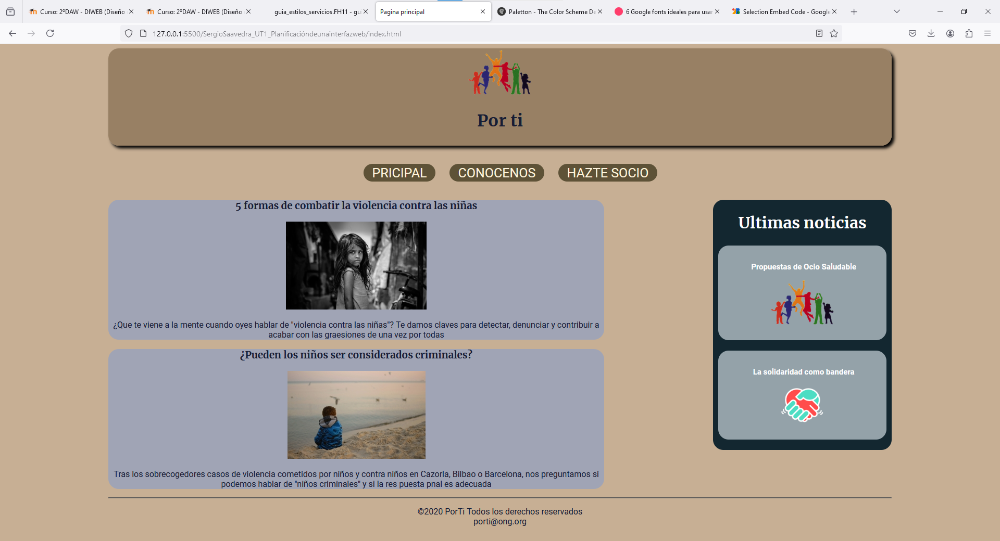 Curso: 2ºDAW - DIWEB (Diseño
Curso: 2ºDAW - DIWEB (Diseño
guia_estilos_servicios.FH11 - gu
Pagina principal
Paletton - The Color Scheme De
6 Google fonts ideales para usar
Selection Embed Code - Google
127.0.0.1:5500/SergioSaavedra_UT1_Planificacióndeunainterfazweb/index.html
Por ti
PRICIPAL
CONOCENOS
HAZTE SOCIO
5 formas de combatir la violencia contra las niñas
¿Que te viene a la mente cuando oyes hablar de "violencia contra las niñas"? Te damos claves para detectar, denunciar y contribuir a
acabar con las graesiones de una vez por todas
¿Pueden los niños ser considerados criminales?
Tras los sobrecogedores casos de violencia cometidos por niños y contra niños en Cazorla, Bilbao o Barcelona, nos preguntamos si
podemos hablar de "niños criminales" y si la res puesta pnal es adecuada
Ultimas noticias
Propuestas de Ocio Saludable
La solidaridad como bandera
©2020 PorTi Todos los derechos reservados
porti@ong.org